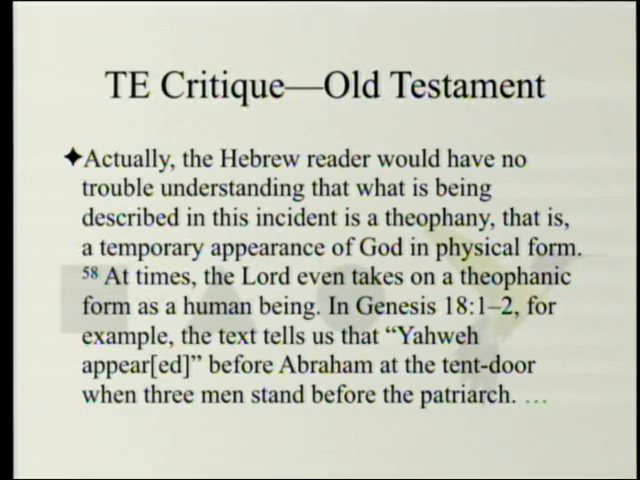 TE Critique—Old Testament
✦Actually, the Hebrew reader would have no
trouble understanding that what is being
described in this incident is a theophany, that is,
a temporary appearance of God in physical form.
⁵⁸ At times, the Lord even takes on a theophanic
form as a human being. In Genesis 18:1–2, for
example, the text tells us that “Yahweh
appear[ed]” before Abraham at the tent-door
when three men stand before the patriarch. …